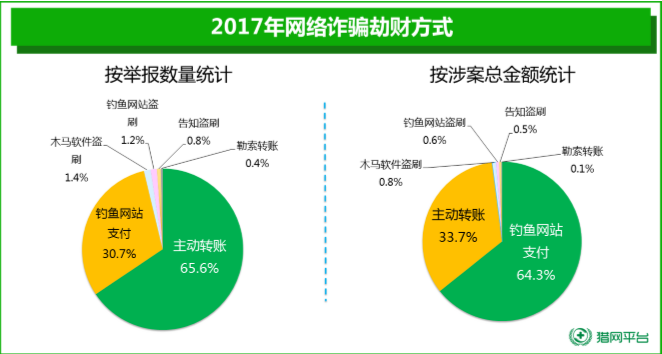 2017年网络诈骗劫财方式
按举报数量统计
钓鱼网站盗
刷
1.2%
告知盗刷
0.8%
木马软件盗
刷
1.4%
勒索转账
0.4%
钓鱼网站
支付
30.7%
主动转账
65.6%
按涉案总金额统计
告知盗刷
0.5%
钓鱼网站盗刷
0.6%
勒索转账
0.1%
木马软件盗刷
0.8%
主动转账
33.7%
钓鱼网站
支付
64.3%
猎网平台